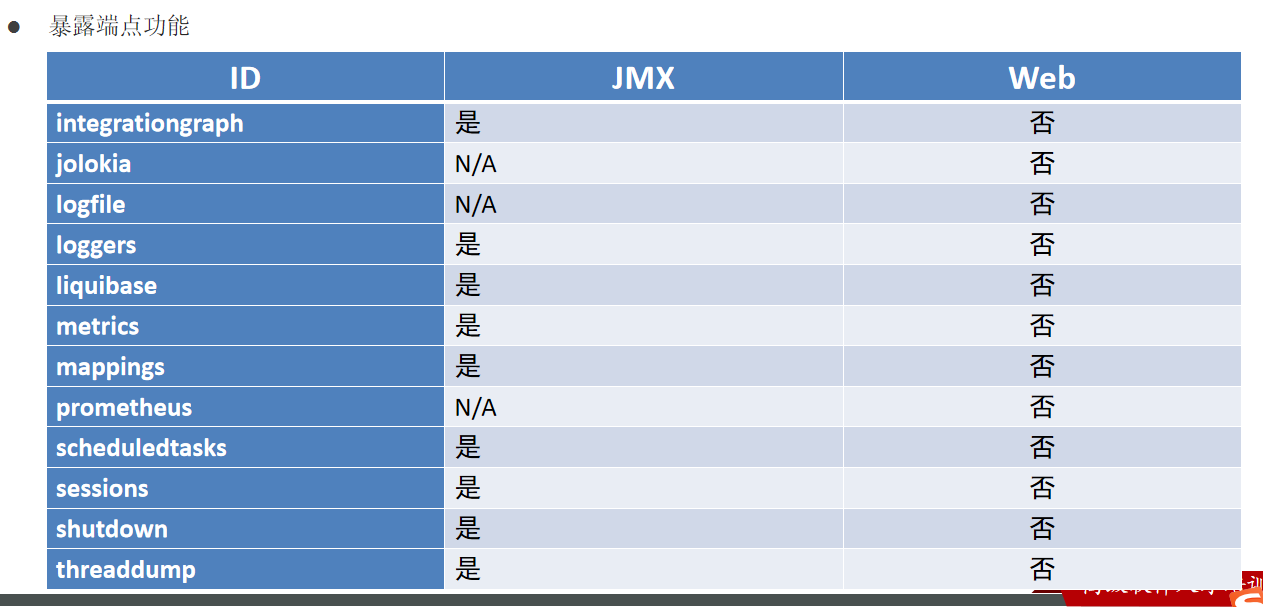 ● 暴露端点功能
ID JMX Web
integrationgraph 是 否
jolokia N/A 否
logfile N/A 否
loggers 是 否
liquibase 是 否
metrics 是 否
mappings 是 否
prometheus N/A 否
scheduledtasks 是 否
sessions 是 否
shutdown 是 否
threaddump 是 否